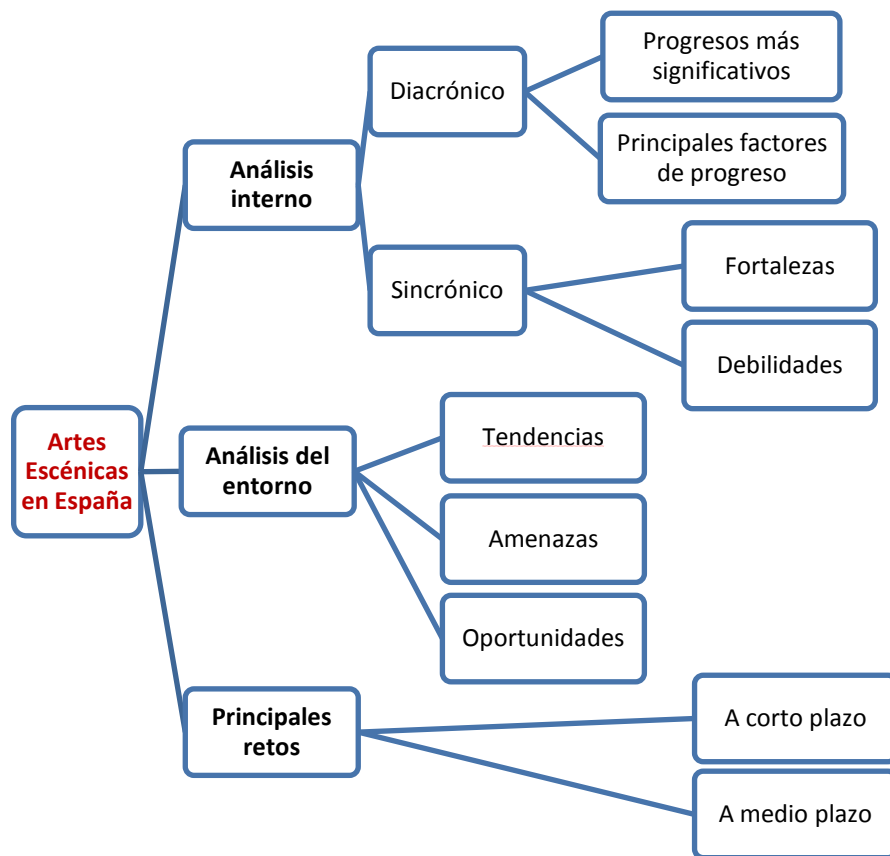 Progresos más
significativos
Diacrónico
Principales factores
de progreso
Análisis
interno
Fortalezas
Sincrónico
Debilidades
Artes
Escénicas
en España
Análisis del
entorno
Tendencias
Amenazas
Oportunidades
Principales
retos
A corto plazo
A medio plazo